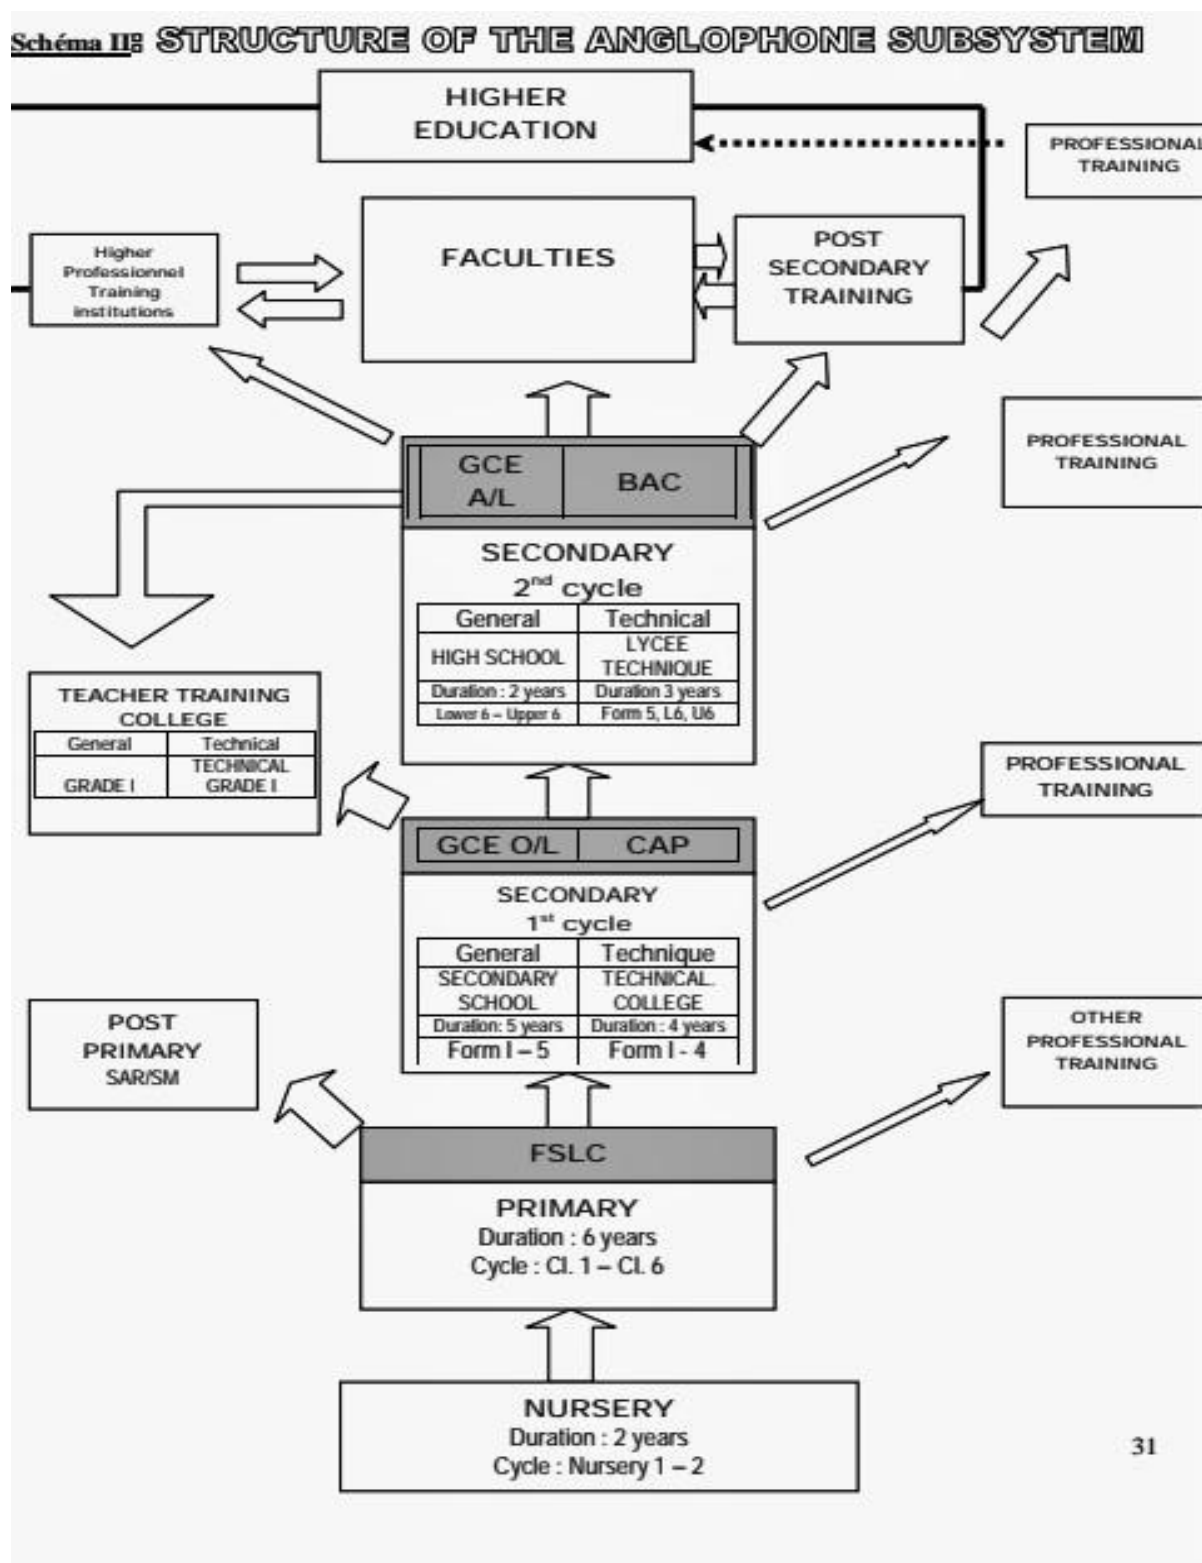 Schéma II: STRUCTURE OF THE ANGLOPHONE SUBSYSTEM
HIGHER
EDUCATION
PROFESSIONAL
TRAINING
Higher
Professionnel
Training
institutions
FACULTIES
POST
SECONDARY
TRAINING
GCE
A/L
BAC
PROFESSIONAL
TRAINING
SECONDARY
2nd cycle
General
Technical
HIGH SCHOOL
LYCEE
TECHNIQUE
Duration : 2 years
Duration 3 years
Lower 6 – Upper 6
Form 5, L6, U6
TEACHER TRAINING
COLLEGE
General
Technical
GRADE I
TECHNICAL
GRADE I
PROFESSIONAL
TRAINING
GCE O/L
CAP
SECONDARY
1st cycle
General
Technique
SECONDARY
SCHOOL
TECHNICAL.
COLLEGE
Duration: 5 years
Duration : 4 years
Form I – 5
Form I - 4
POST
PRIMARY
SAR/SM
OTHER
PROFESSIONAL
TRAINING
FSLC
PRIMARY
Duration : 6 years
Cycle : Cl. 1 – Cl. 6
NURSERY
Duration : 2 years
Cycle : Nursery 1 – 2
31